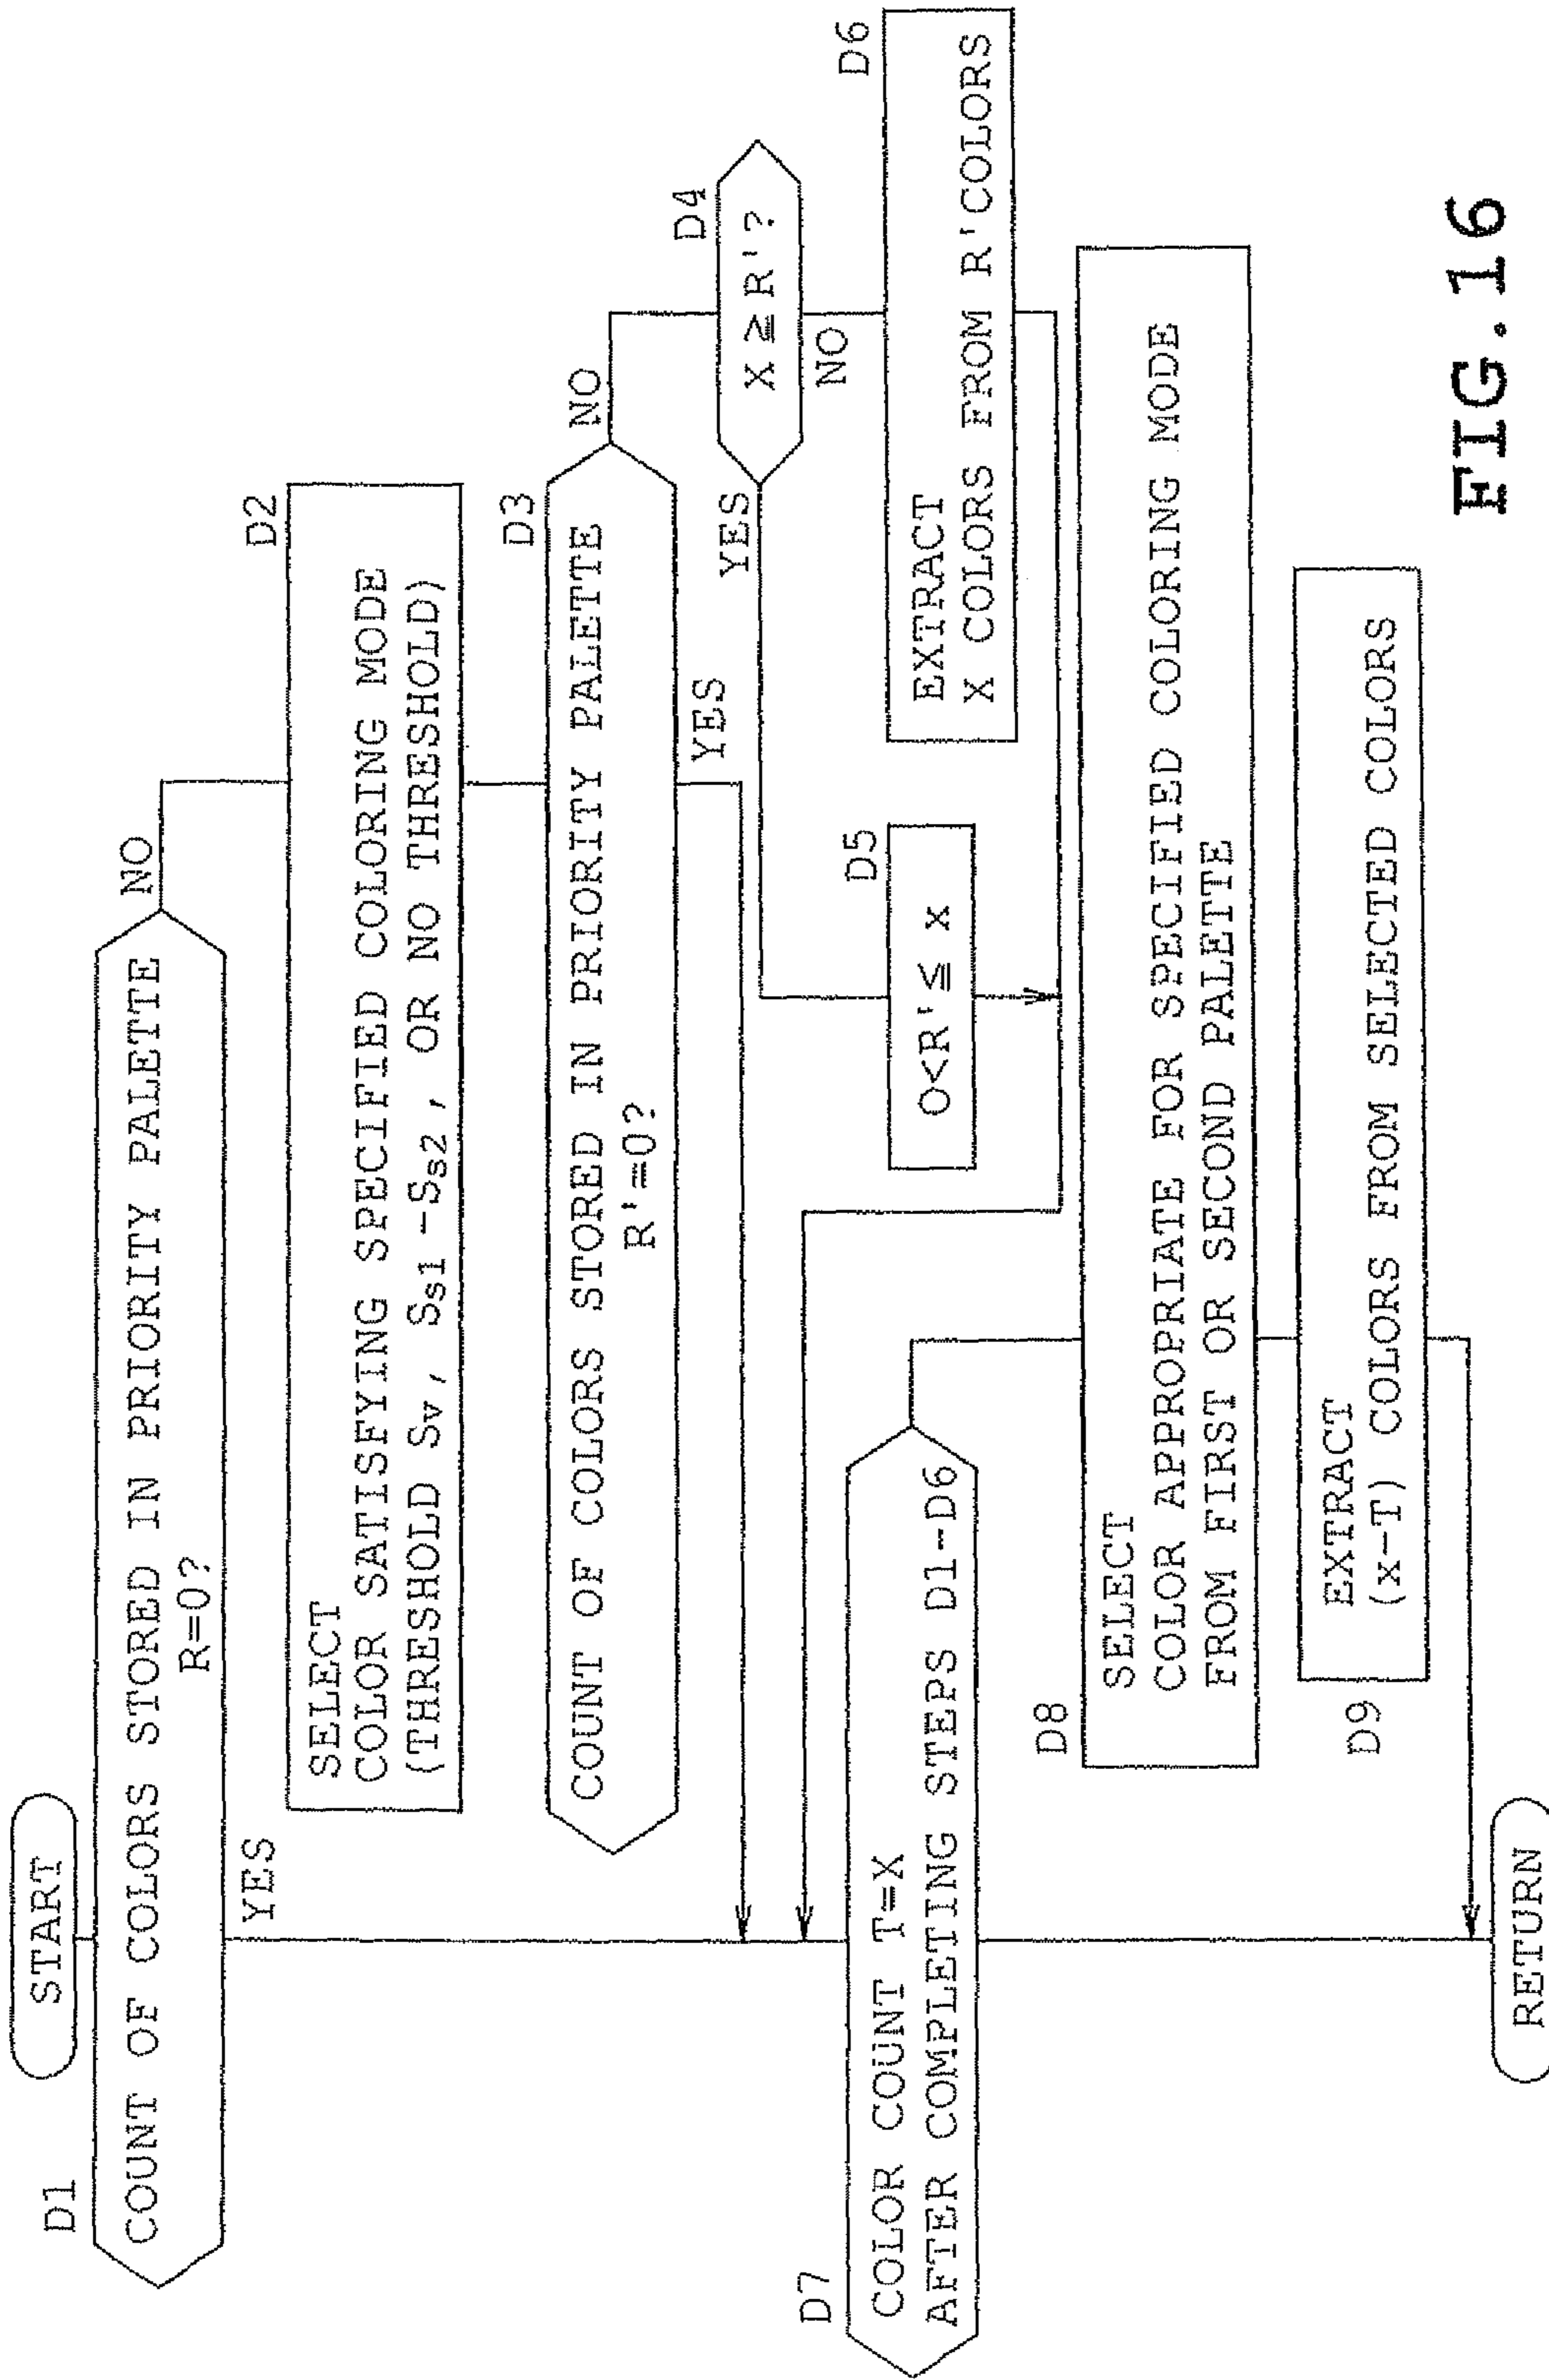 START
D1
COUNT OF COLORS STORED IN PRIORITY PALETTE
R=0?
NO
YES
D2
SELECT
COLOR SATISFYING SPECIFIED COLORING MODE
(THRESHOLD Sv, Ss1 -Ss2, OR NO THRESHOLD)
D3
COUNT OF COLORS STORED IN PRIORITY PALETTE
R'=0?
NO
YES
D4
X≧R'?
YES
NO
D5
0<R'≦ x
D6
EXTRACT
X COLORS FROM R'COLORS
D7
COLOR COUNT T=X
AFTER COMPLETING STEPS D1-D6
D8
SELECT
COLOR APPROPRIATE FOR SPECIFIED COLORING MODE
FROM FIRST OR SECOND PALETTE
D9
EXTRACT
(x-T) COLORS FROM SELECTED COLORS
RETURN
FIG.16